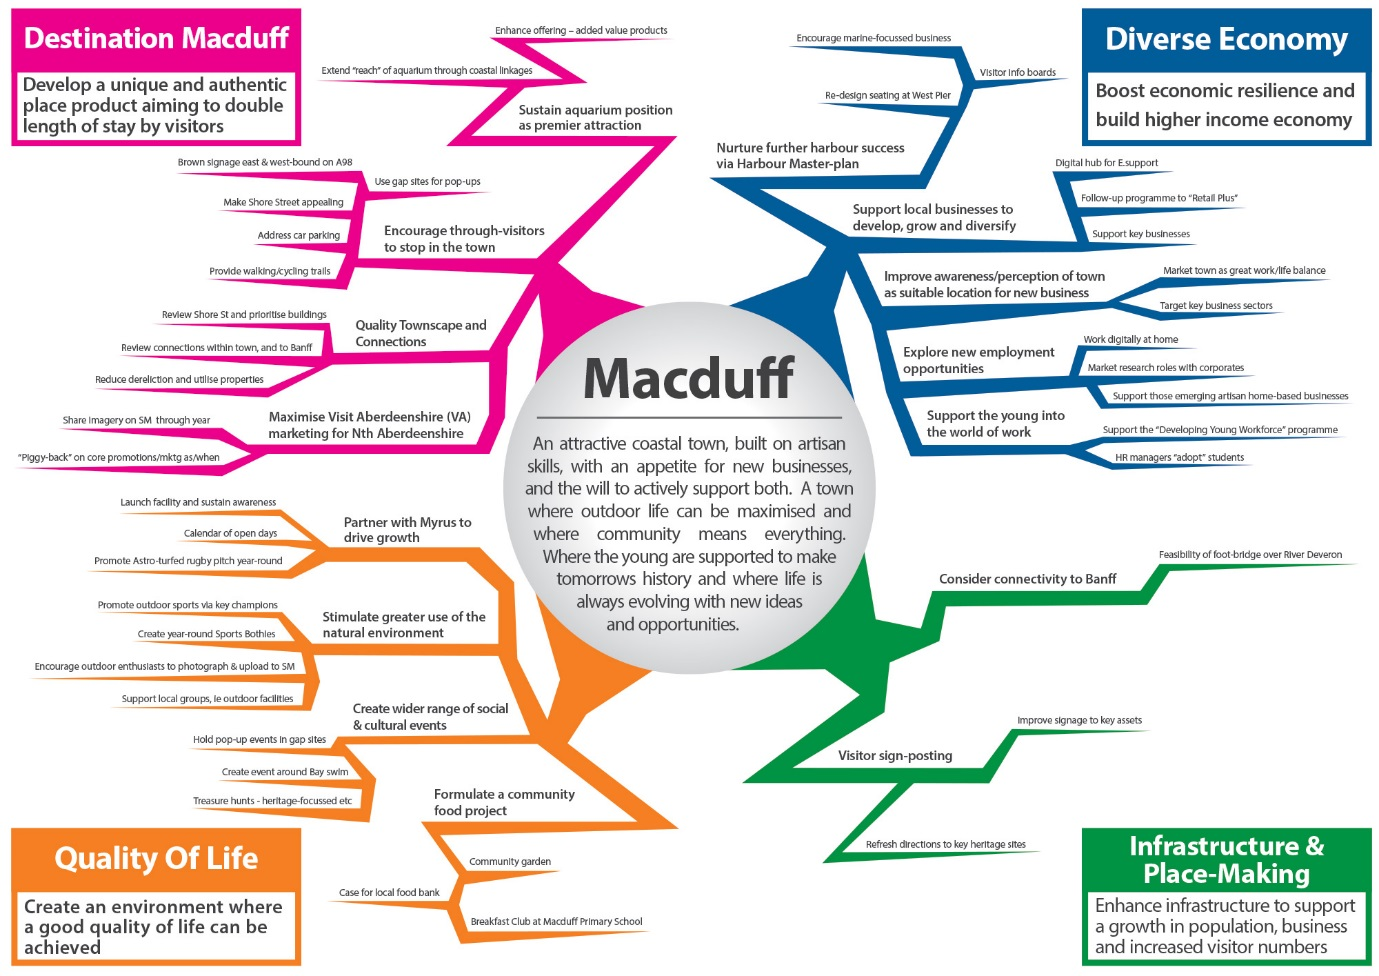 Destination Macduff
Develop a unique and authentic
place product aiming to double
length of stay by visitors
Enhance offering – added value products
Extend “reach” of aquarium through coastal linkages
Sustain aquarium position
as premier attraction
Brown signage east & west-bound on A98
Use gap sites for pop-ups
Make Shore Street appealing
Address car parking
Provide walking/cycling trails
Encourage through-visitors
to stop in the town
Review Shore St and prioritise buildings
Review connections within town, and to Banff
Reduce dereliction and utilise properties
Quality Townscape and
Connections
Share imagery on SM through year
“Piggy-back” on core promotions/mktg as/when
Maximise Visit Aberdeenshire (VA)
marketing for Nth Aberdeenshire
Diverse Economy
Boost economic resilience and
build higher income economy
Encourage marine-focussed business
Visitor info boards
Re-design seating at West Pier
Nurture further harbour success
via Harbour Master-plan
Digital hub for E.support
Follow-up programme to “Retail Plus”
Support key businesses
Support local businesses to
develop, grow and diversify
Improve awareness/perception of town
as suitable location for new business
Market town as great work/life balance
Target key business sectors
Explore new employment
opportunities
Work digitally at home
Market research roles with corporates
Support those emerging artisan home-based businesses
Support the young into
the world of work
Support the “Developing Young Workforce” programme
HR managers “adopt” students
Macduff
An attractive coastal town, built on artisan
skills, with an appetite for new businesses,
and the will to actively support both. A town
where outdoor life can be maximised and
where community means everything.
Where the young are supported to make
tomorrows history and where life is
always evolving with new ideas
and opportunities.
Launch facility and sustain awareness
Calendar of open days
Promote Astro-turfed rugby pitch year-round
Partner with Myrus to
drive growth
Promote outdoor sports via key champions
Create year-round Sports Bothies
Encourage outdoor enthusiasts to photograph & upload to SM
Support local groups, ie outdoor facilities
Stimulate greater use of the
natural environment
Create wider range of social
& cultural events
Hold pop-up events in gap sites
Create event around Bay swim
Treasure hunts - heritage-focussed etc
Formulate a community
food project
Community garden
Case for local food bank
Breakfast Club at Macduff Primary School
Quality Of Life
Create an environment where
a good quality of life can be
achieved
Feasibility of foot-bridge over River Deveron
Consider connectivity to Banff
Improve signage to key assets
Visitor sign-posting
Refresh directions to key heritage sites
Infrastructure &
Place-Making
Enhance infrastructure to support
a growth in population, business
and increased visitor numbers